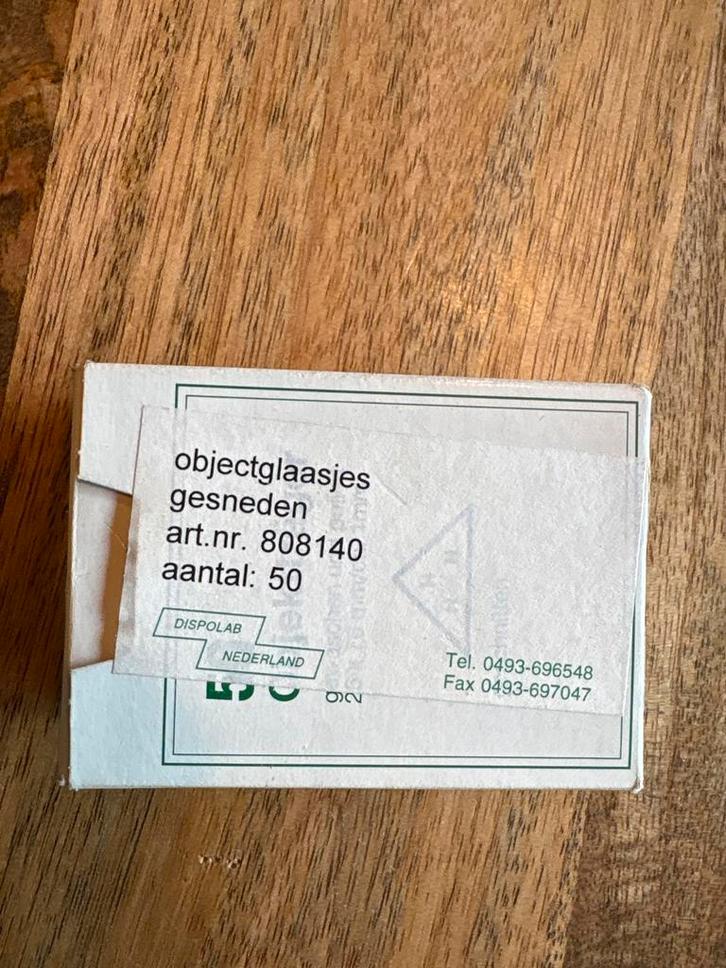 objectglaasjes
gesneden
art.nr. 808140
aantal: 50
DISPOLAB
NEDERLAND
Tel. 0493-696548
Fax 0493-697047